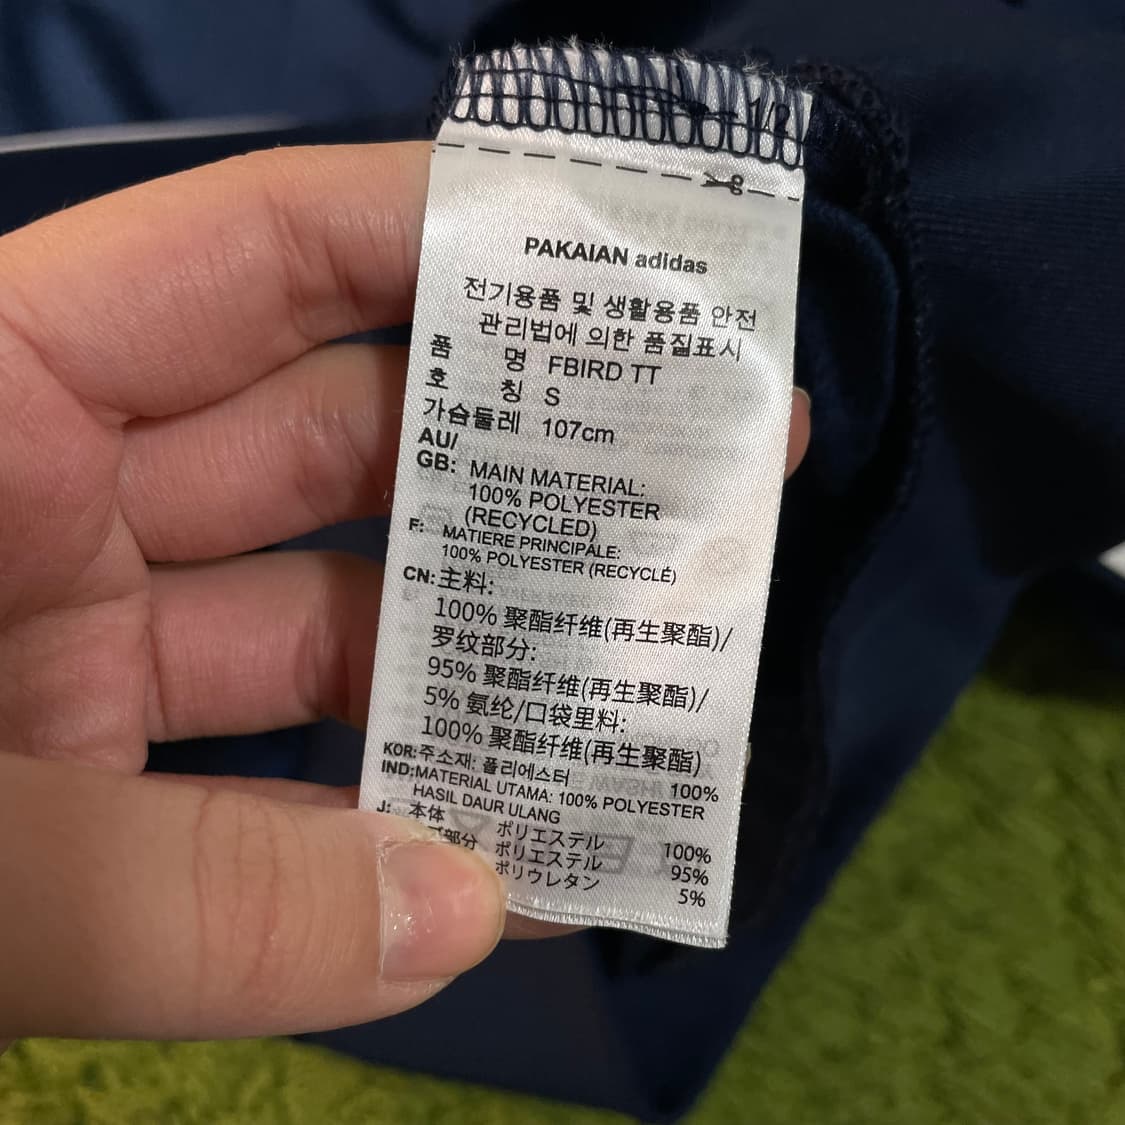 1/2
PAKAIAN adidas
전기용품 및 생활용품 안전
관리법에 의한 품질표시
품 명 FBIRD TT
호 칭 S
가슴둘레 107cm
AU/
GB: MAIN MATERIAL:
100% POLYESTER
(RECYCLED)
F: MATIERE PRINCIPALE:
100% POLYESTER (RECYCLÉ)
CN: 主料:
100% 聚酯纤维(再生聚酯)/
罗纹部分:
95% 聚酯纤维(再生聚酯)/
5% 氨纶/口袋里料:
100% 聚酯纤维(再生聚酯)
KOR: 주소재: 폴리에스터 100%
IND: MATERIAL UTAMA: 100% POLYESTER
HASIL DAUR ULANG
J: 本体 ポリエステル 100%
部分 ポリエステル 95%
ポリウレタン 5%